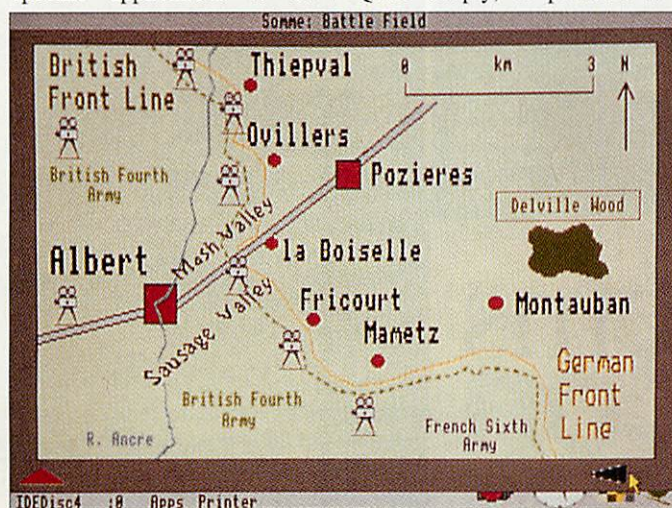 Somme: Battle Field
British
Front Line
Thiepval
0 km 3 N
Ovillers
British Fourth
Army
Pozieres
Delville Wood
Mash Valley
Albert
la Boiselle
Sausage Valley
Fricourt
Montauban
Mametz
German
Front
Line
British Fourth
Army
French Sixth
Army
R. Ancre
IDEDisc4 :0 Apps Printer